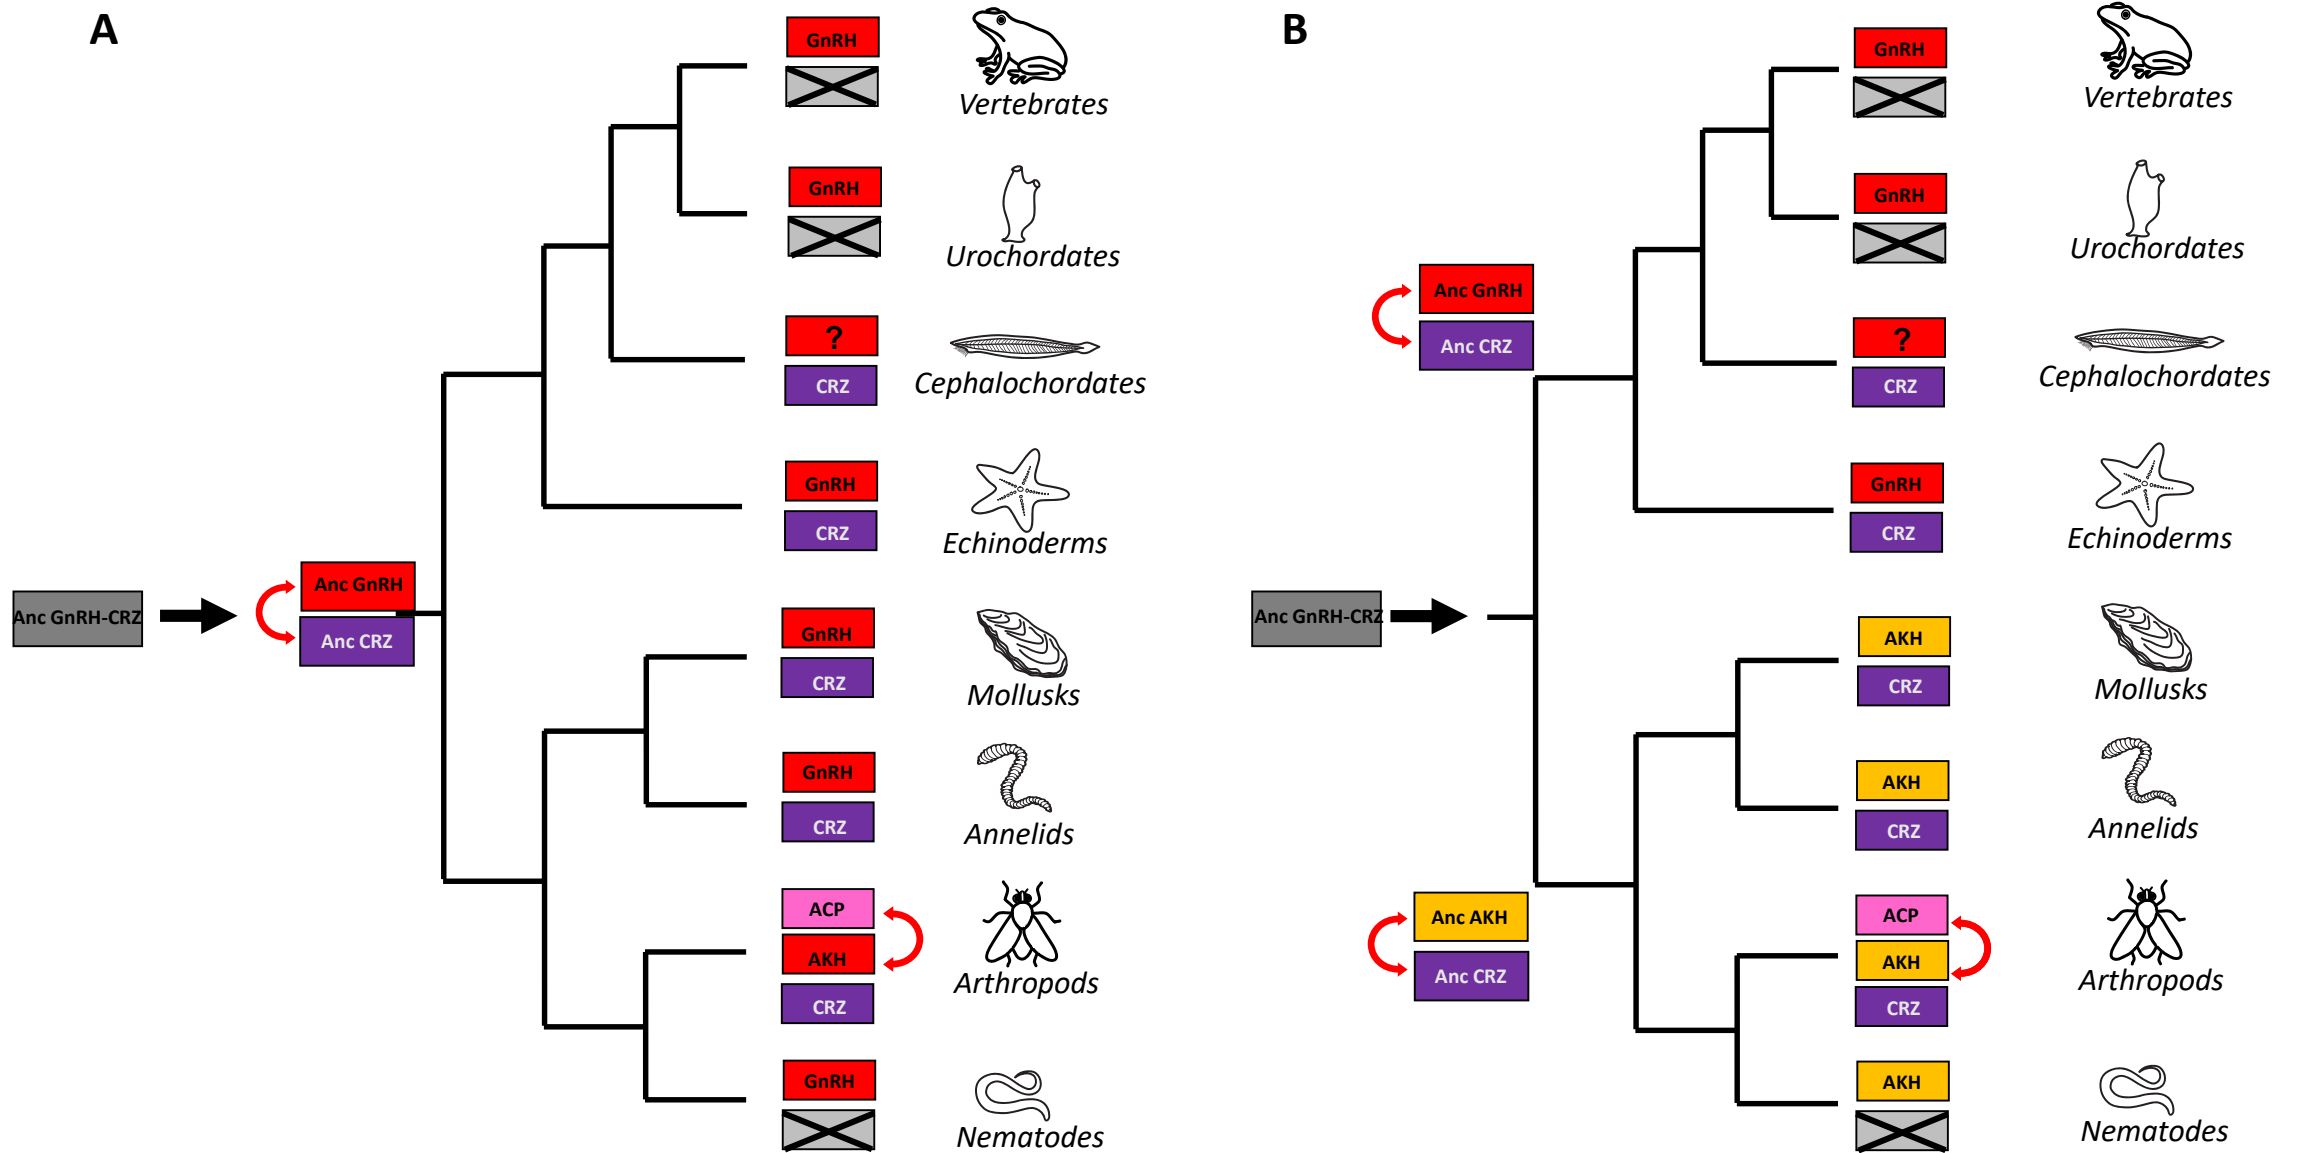 A
GnRH
Vertebrates
GnRH
Urochordates
?
CRZ
Cephalochordates
GnRH
CRZ
Echinoderms
Anc GnRH-CRZ
Anc GnRH
Anc CRZ
GnRH
CRZ
Mollusks
GnRH
CRZ
Annelids
ACP
AKH
CRZ
Arthropods
GnRH
Nematodes
B
GnRH
Vertebrates
GnRH
Urochordates
Anc GnRH
Anc CRZ
?
CRZ
Cephalochordates
GnRH
CRZ
Echinoderms
Anc GnRH-CRZ
AKH
CRZ
Mollusks
AKH
CRZ
Annelids
Anc AKH
Anc CRZ
ACP
AKH
CRZ
Arthropods
AKH
Nematodes